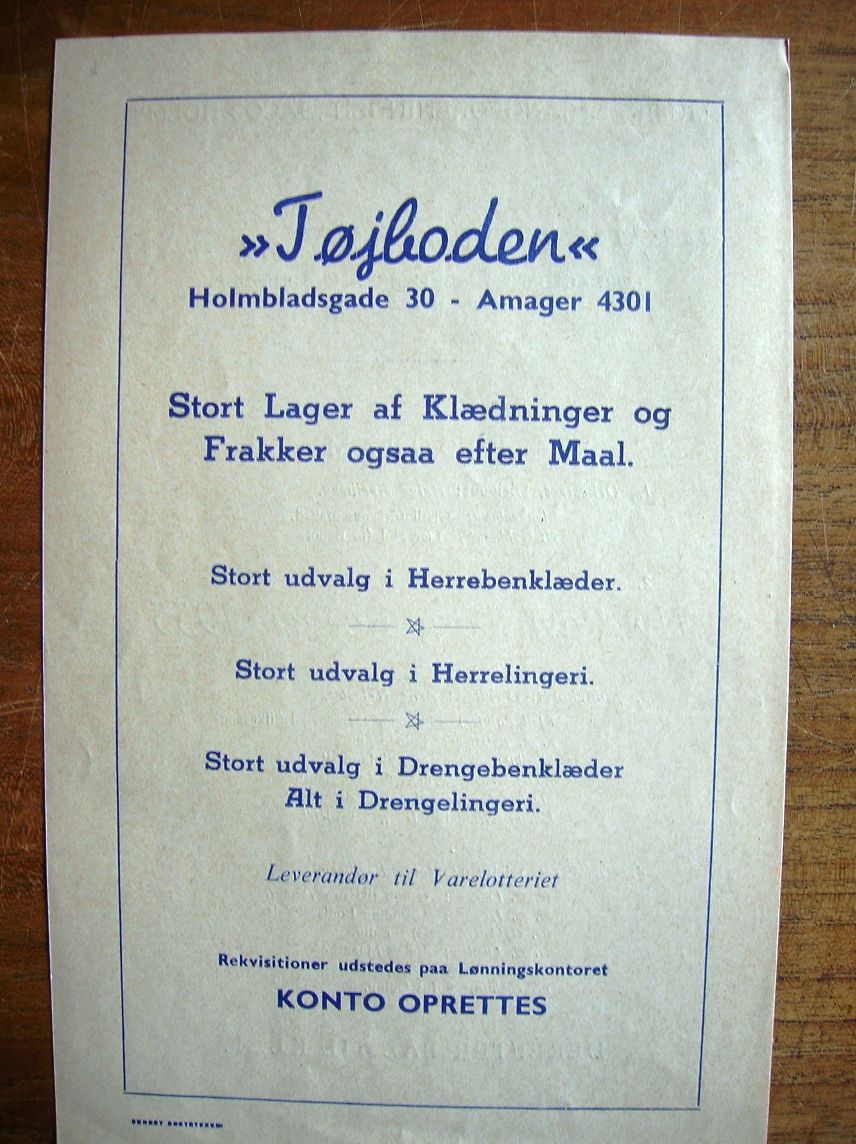 »Tøjboden«
Holmbladsgade 30 - Amager 4301
Stort Lager af Klædninger og
Frakker ogsaa efter Maal.
Stort udvalg i Herrebenklæder.
Stort udvalg i Herrelingeri.
Stort udvalg i Drengebenklæder
Alt i Drengelingeri.
Leverandør til Varelotteriet
Rekvisitioner udstedes paa Lønningskontoret
KONTO OPRETTES